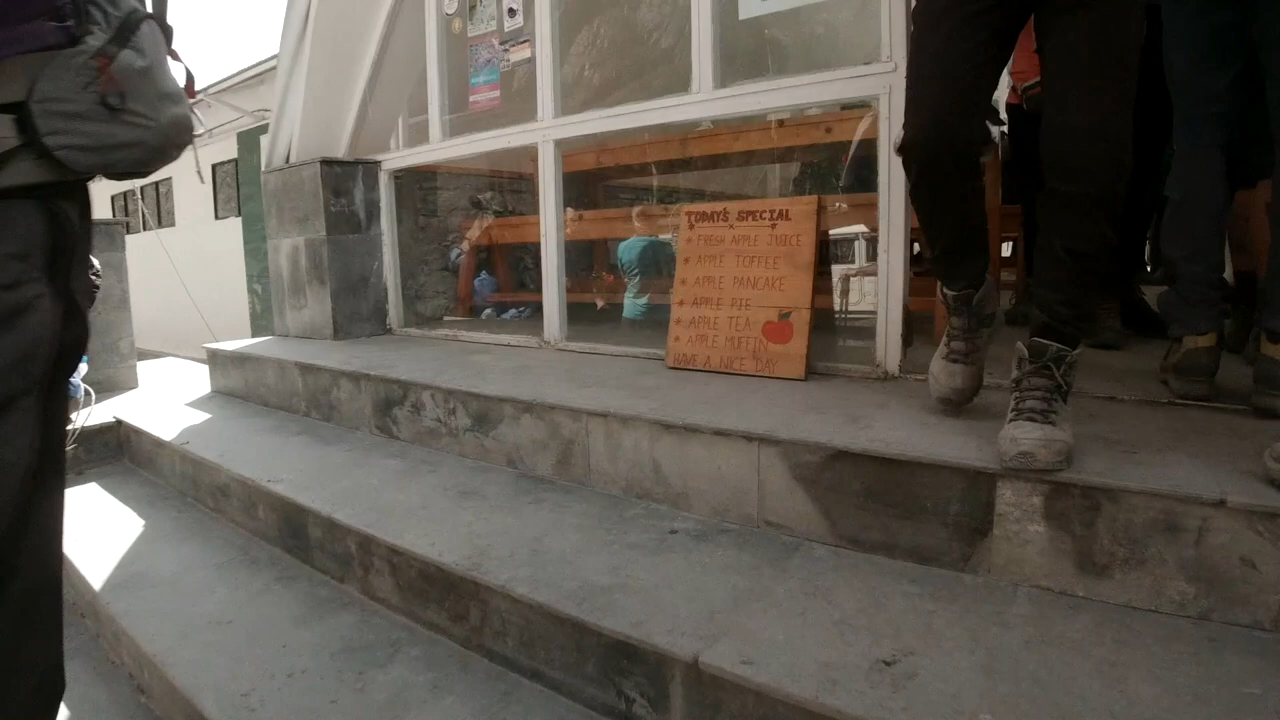 TODAY'S SPECIAL
* FRESH APPLE JUICE
* APPLE TOFFEE
* APPLE PANCAKE
* APPLE PIE
* APPLE TEA
* APPLE MUFFIN
HAVE A NICE DAY